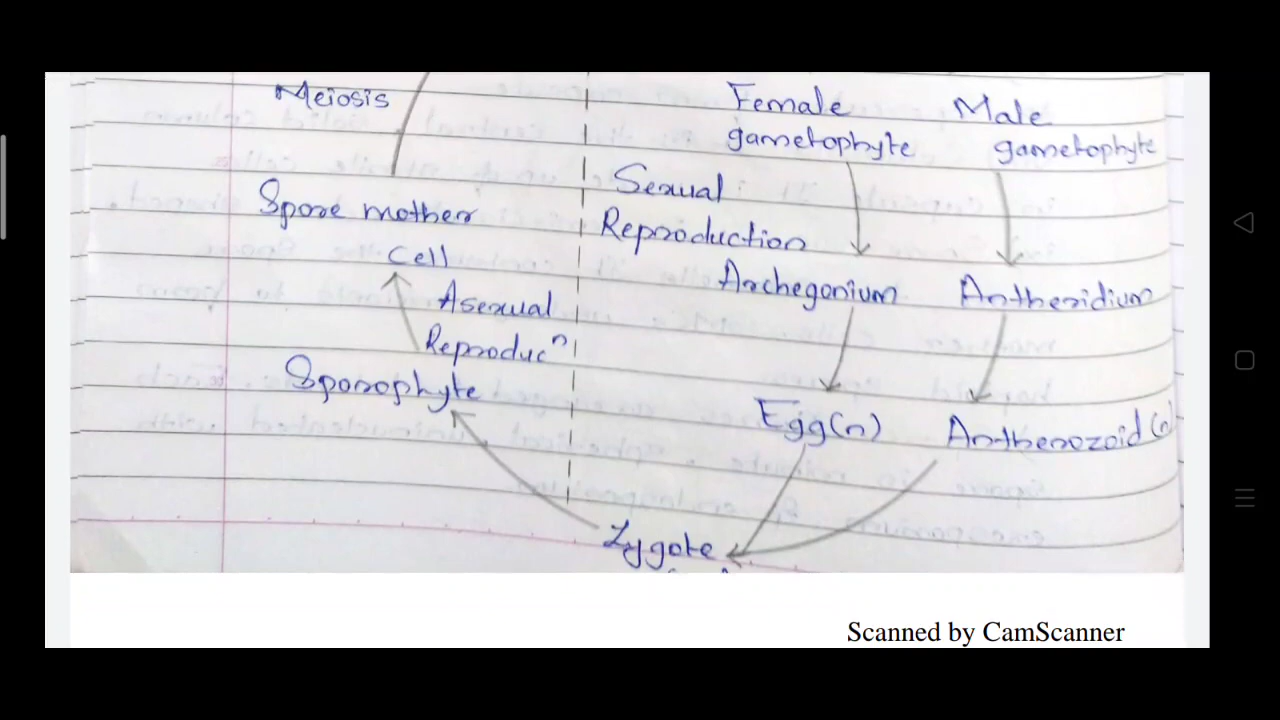 Meiosis
Female
gametophyte
Male
gametophyte
Spore mother
Cell
Sexual
Reproduction
Archegonium
Antheridium
Asexual
Reproducⁿ
Sporophyte
Egg(n)
Antherozoid(n)
Zygote
Scanned by CamScanner